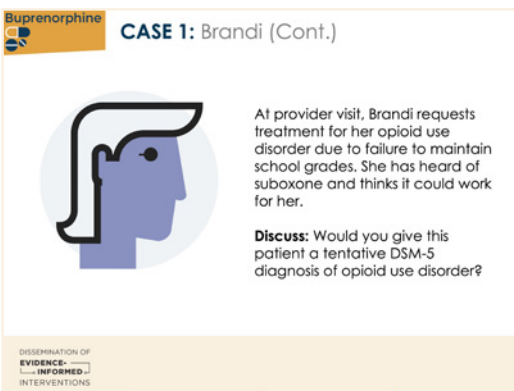 Buprenorphine
CASE 1: Brandi (Cont.)
At provider visit, Brandi requests
treatment for her opioid use
disorder due to failure to maintain
school grades. She has heard of
suboxone and thinks it could work
for her.
Discuss: Would you give this
patient a tentative DSM-5
diagnosis of opioid use disorder?
DISSEMINATION OF
EVIDENCE-
INFORMED
INTERVENTIONS